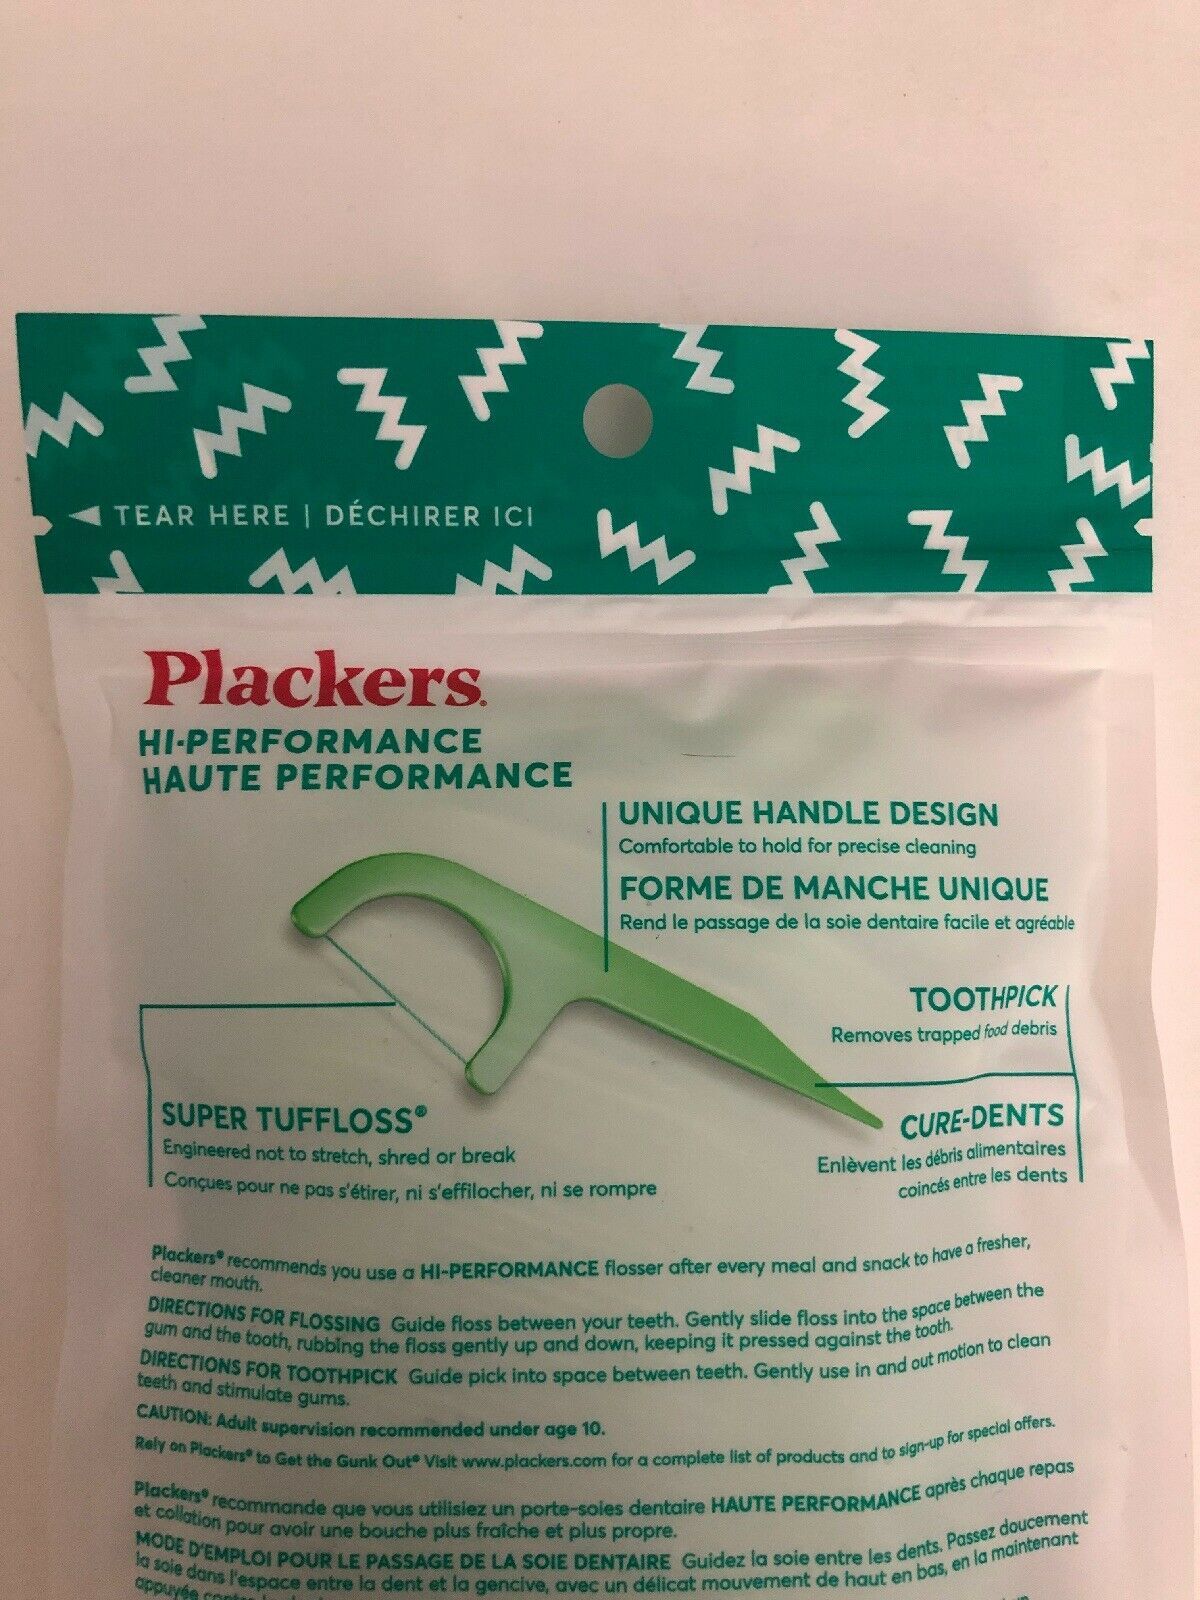 TEAR HERE | DÉCHIRER ICI
Plackers
HI-PERFORMANCE
HAUTE PERFORMANCE
UNIQUE HANDLE DESIGN
Comfortable to hold for precise cleaning
FORME DE MANCHE UNIQUE
Rend le passage de la soie dentaire facile et agréable
TOOTHPICK
Removes trapped food debris
CURE-DENTS
Enlèvent les débris alimentaires
coincés entre les dents
SUPER TUFFLOSS®
Engineered not to stretch, shred or break
Conçues pour ne pas s'étirer, ni s'effilocher, ni se rompre
Plackers® recommends you use a HI-PERFORMANCE flosser after every meal and snack to have a fresher,
cleaner mouth.
DIRECTIONS FOR FLOSSING Guide floss between your teeth. Gently slide floss into the space between the
gum and the tooth, rubbing the floss gently up and down, keeping it pressed against the tooth.
DIRECTIONS FOR TOOTHPICK Guide pick into space between teeth. Gently use in and out motion to clean
teeth and stimulate gums.
CAUTION: Adult supervision recommended under age 10.
Rely on Plackers® to Get the Gunk Out® Visit www.plackers.com for a complete list of products and to sign-up for special offers.
Plackers® recommande que vous utilisiez un porte-soies dentaire HAUTE PERFORMANCE après chaque repas
et collation pour avoir une bouche plus fraîche et plus propre.
MODE D'EMPLOI POUR LE PASSAGE DE LA SOIE DENTAIRE Guidez la soie entre les dents. Passez doucement
la soie dans l'espace entre la dent et la gencive, avec un délicat mouvement de haut en bas, en la maintenant
appuyée